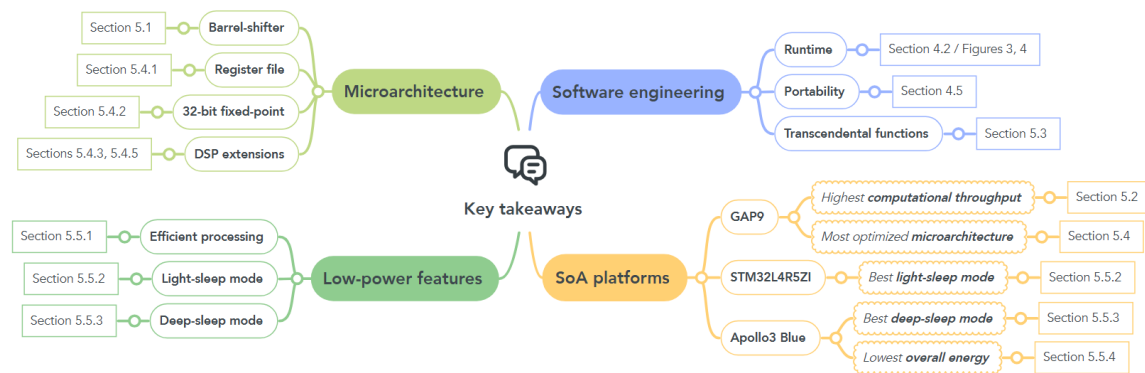 Section 5.1
Barrel-shifter
Section 5.4.1
Register file
Section 5.4.2
32-bit fixed-point
Sections 5.4.3, 5.4.5
DSP extensions
Microarchitecture
Software engineering
Runtime
Section 4.2 / Figures 3, 4
Portability
Section 4.5
Transcendental functions
Section 5.3
Key takeaways
Section 5.5.1
Efficient processing
Section 5.5.2
Light-sleep mode
Section 5.5.3
Deep-sleep mode
Low-power features
SoA platforms
GAP9
Highest computational throughput
Section 5.2
Most optimized microarchitecture
Section 5.4
STM32L4R5ZI
Best light-sleep mode
Section 5.5.2
Apollo3 Blue
Best deep-sleep mode
Section 5.5.3
Lowest overall energy
Section 5.5.4